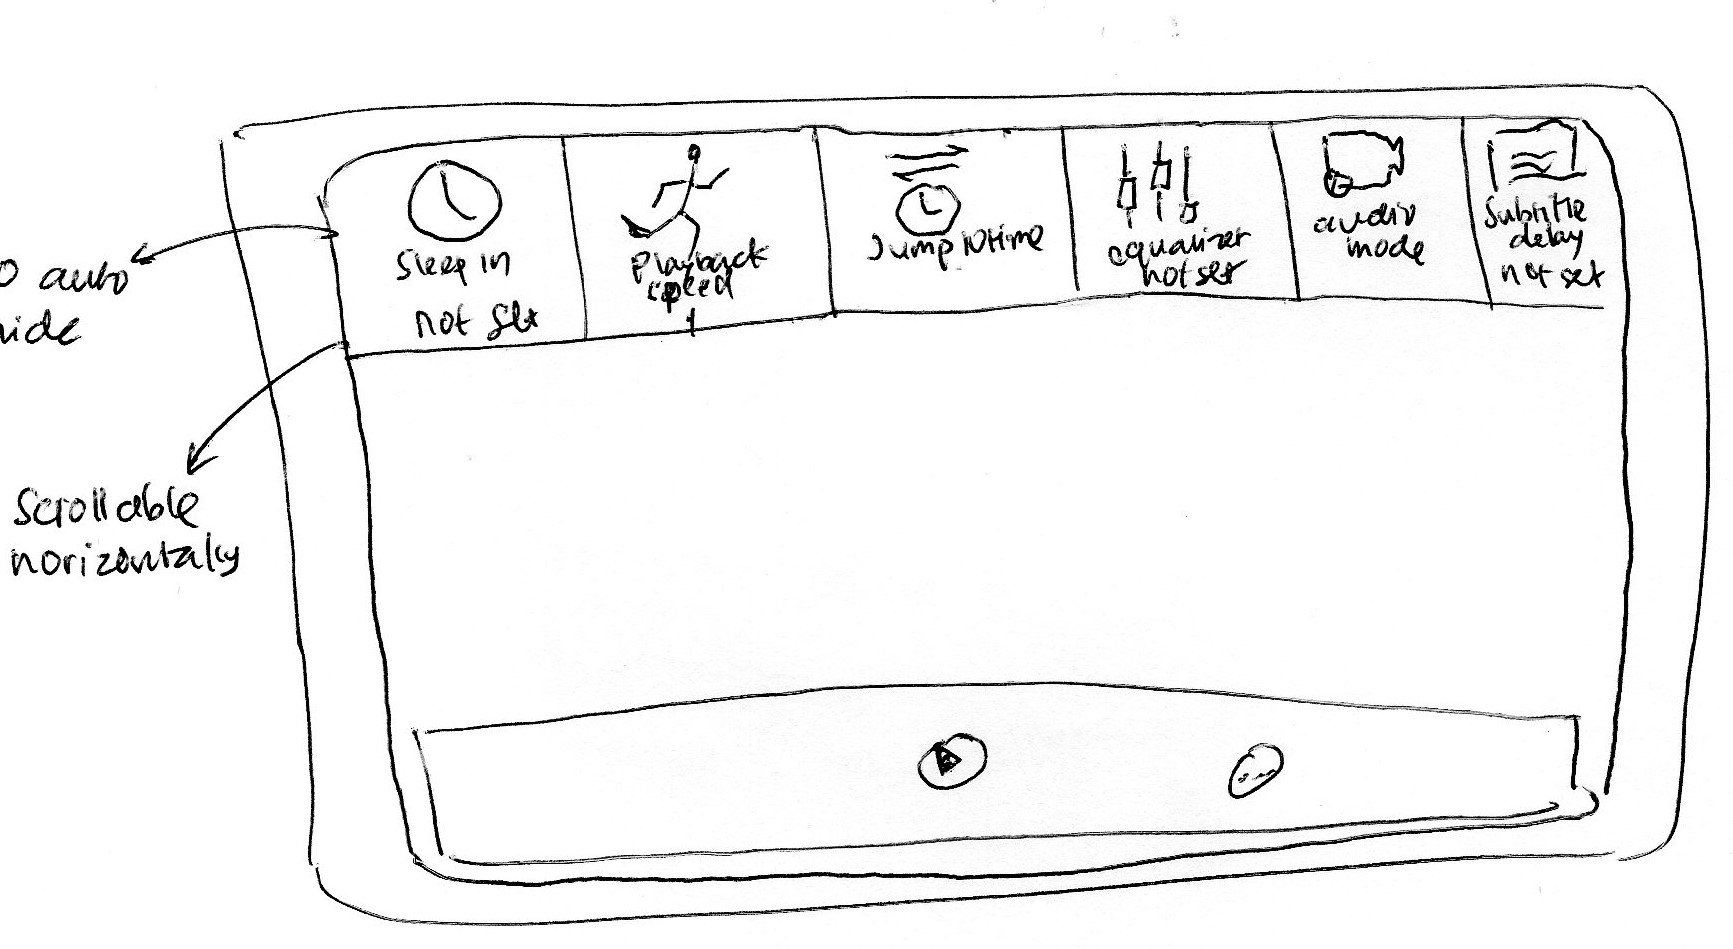 Sleep in
not set
Playback
speed
1
Jump to time
equalizer
not set
audio
mode
Subtitle
delay
not set
o auto
hide
Scrollable
horizontaly